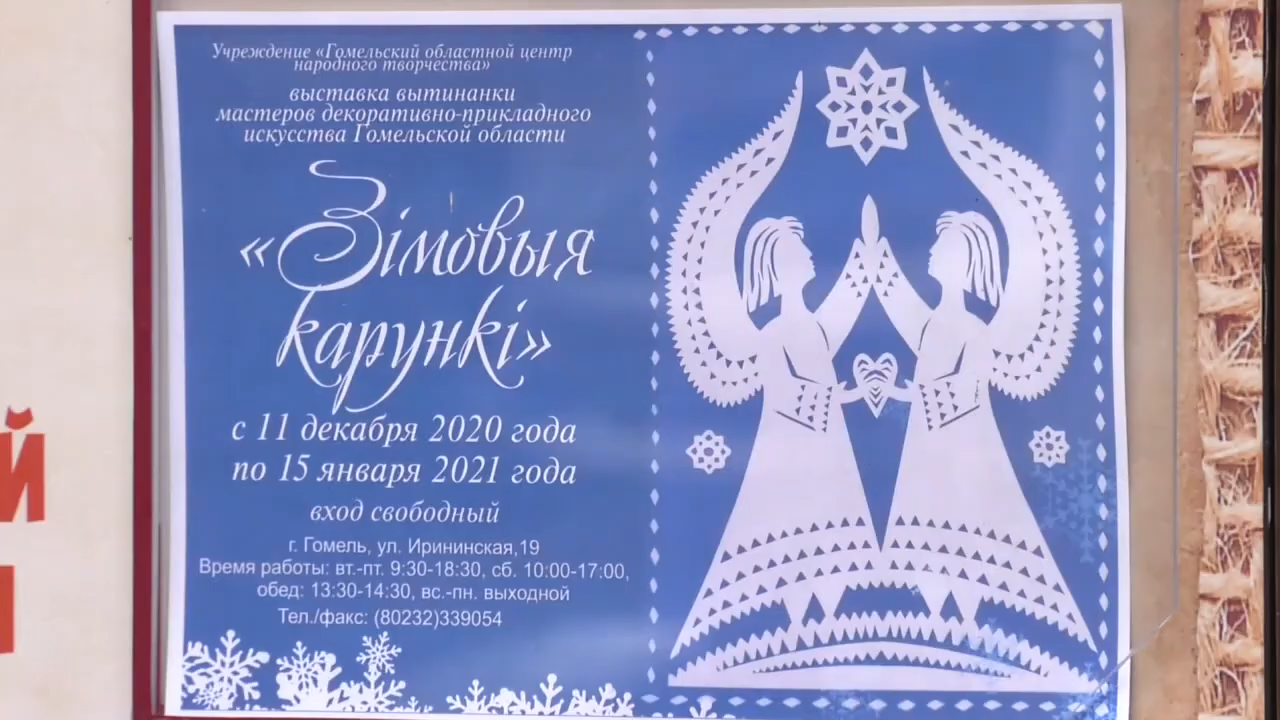 Учреждение «Гомельский областной центр
народного творчества»
выставка вытинанки
мастеров декоративно-прикладного
искусства Гомельской области
«Зімовыя
карункі»
с 11 декабря 2020 года
по 15 января 2021 года
вход свободный
г. Гомель, ул. Ирининская,19
Время работы: вт.-пт. 9:30-18:30, сб. 10:00-17:00,
обед: 13:30-14:30, вс.-пн. выходной
Тел./факс: (80232)339054
Й